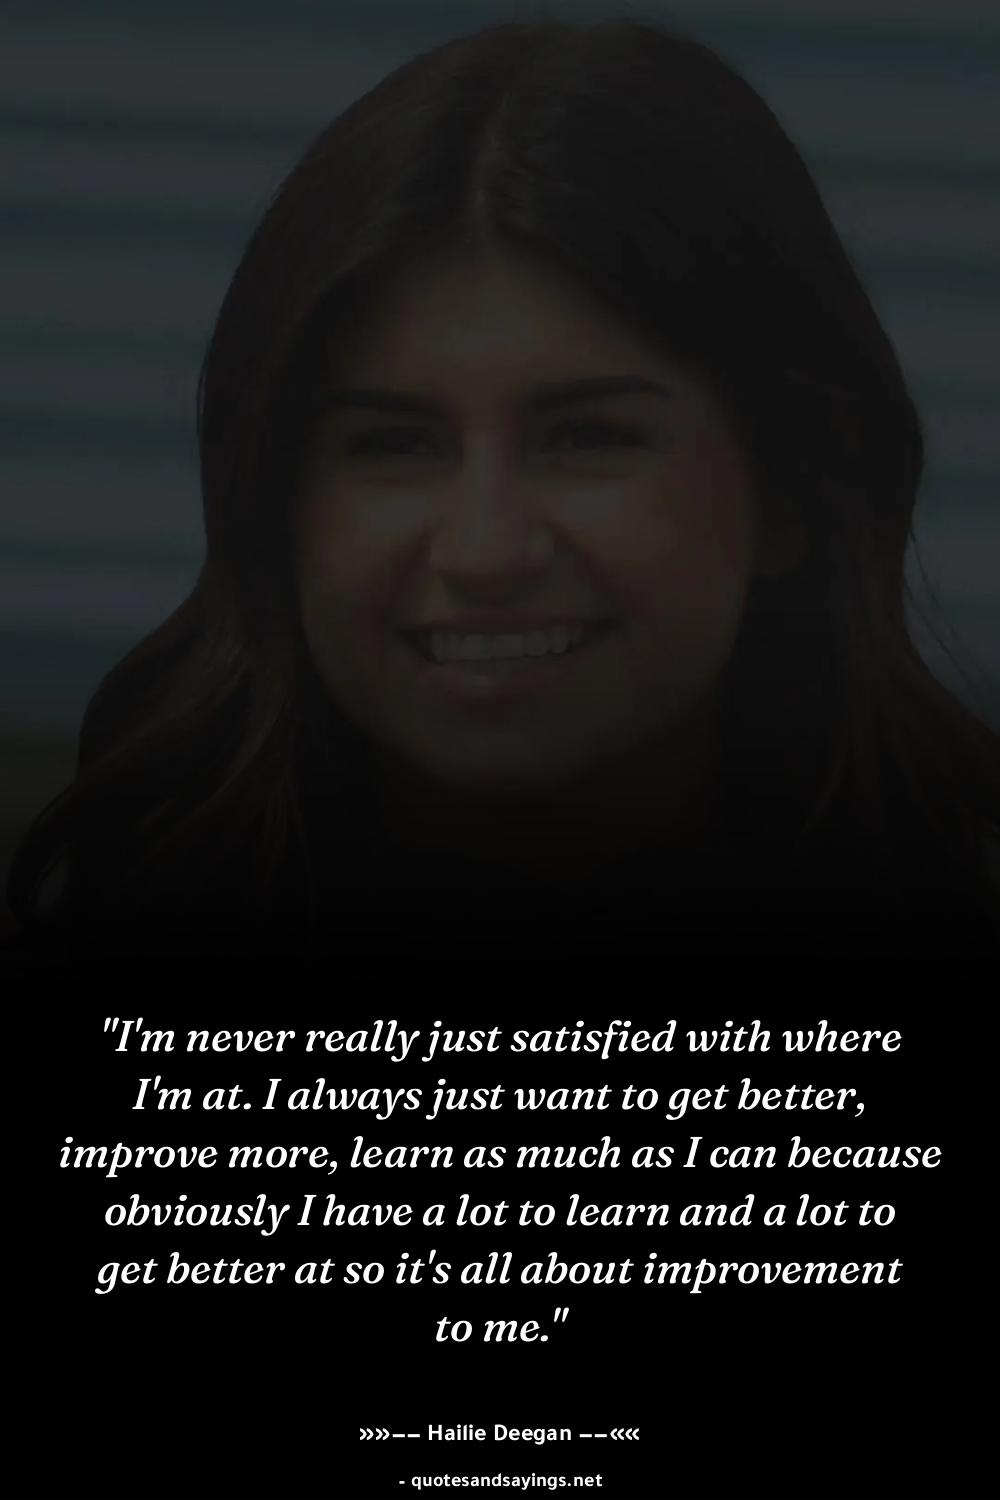 "I'm never really just satisfied with where
I'm at. I always just want to get better,
improve more, learn as much as I can because
obviously I have a lot to learn and a lot to
get better at so it's all about improvement
to me."
»»−− Hailie Deegan −−««
- quotesandsayings.net